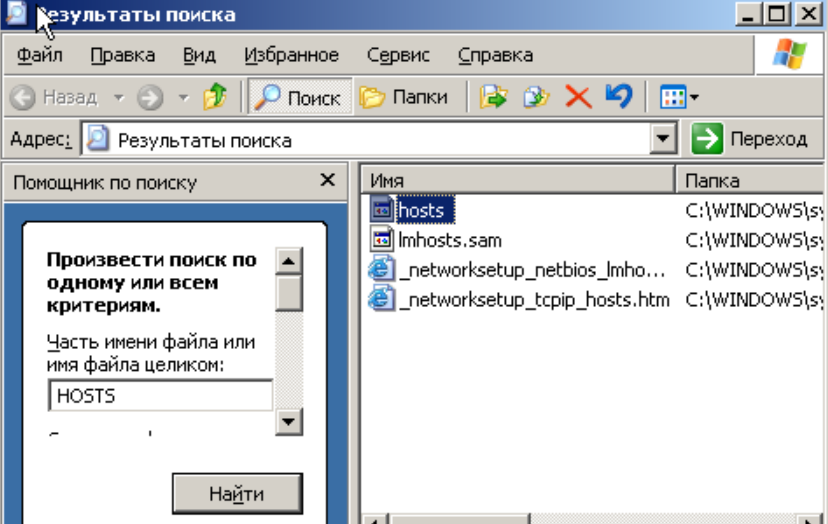 Результаты поиска
Файл Правка Вид Избранное Сервис Справка
Назад Поиск Папки
Адрес: Результаты поиска Переход
Помощник по поиску
Имя Папка
hosts C:\WINDOWS\sy
lmhosts.sam C:\WINDOWS\sy
_networksetup_netbios_lmho... C:\WINDOWS\sy
_networksetup_tcpip_hosts.htm C:\WINDOWS\sy
Произвести поиск по
одному или всем
критериям.
Часть имени файла или
имя файла целиком:
HOSTS
Найти